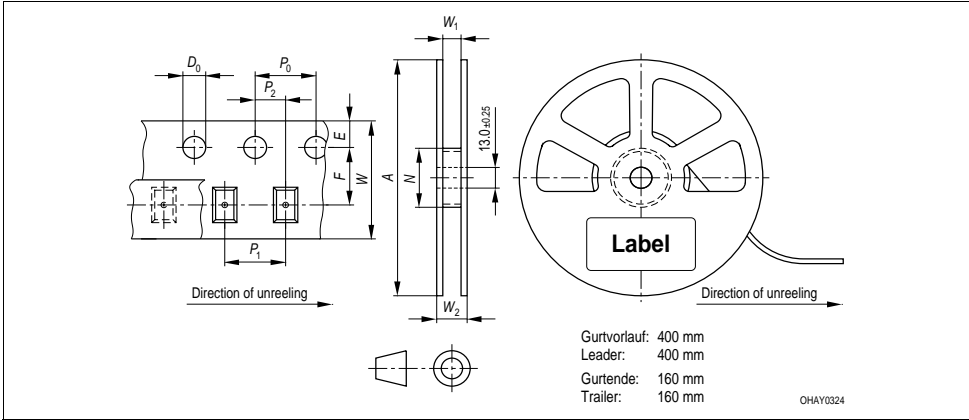 W1
D0
P0
P2
E
F
W
A
N
13.0±0.25
P1
Label
Direction of unreeling
Direction of unreeling
W2
Gurtvorlauf: 400 mm
Leader: 400 mm
Gurtende: 160 mm
Trailer: 160 mm
OHAY0324